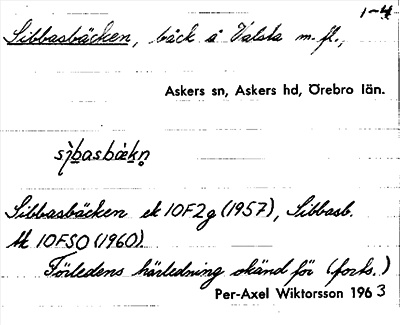 1-4
Sibbasbäcken, bäck å Valsta m.fl.,
Askers sn, Askers hd, Örebro län.
Sibbasbäcken ek 10F2g (1957), Sibbasb.
tk 10FSO (1960).
Förledens härledning okänd för (forts.)
Per-Axel Wiktorsson 1963